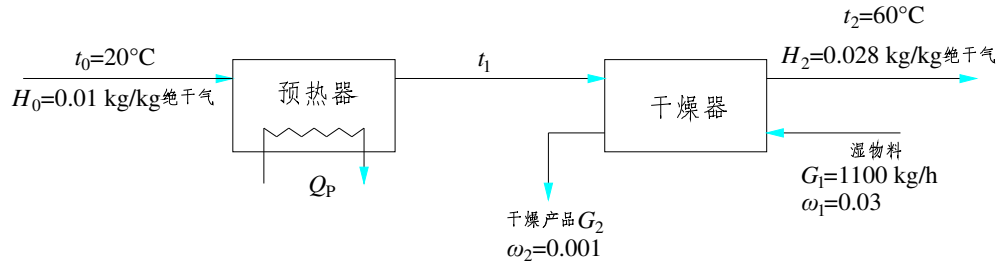 t₀=20°C
H₀=0.01 kg/kg绝干气
预热器
Q_P
t₁
干燥器
t₂=60°C
H₂=0.028 kg/kg绝干气
湿物料
G₁=1100 kg/h
ω₁=0.03
干燥产品G₂
ω₂=0.001